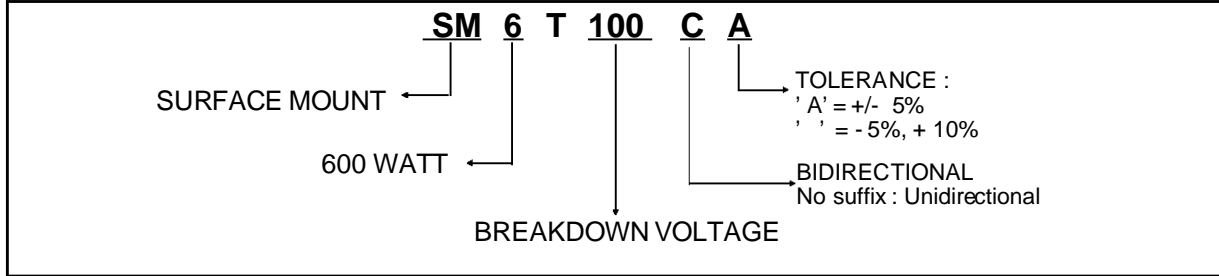 SM 6 T 100 C A
TOLERANCE :
' A' = +/- 5%
' ' = - 5%, + 10%
SURFACE MOUNT
600 WATT
BIDIRECTIONAL
No suffix : Unidirectional
BREAKDOWN VOLTAGE